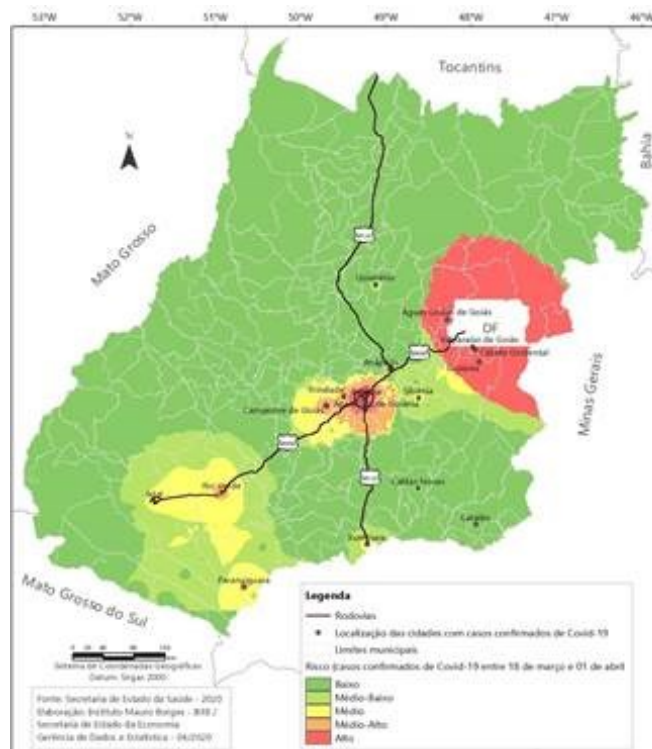 53°W 52°W 51°W 50°W 49°W 48°W 47°W 46°W
Tocantins
Bahia
N
Mato Grosso
Águas Lindas de Goiás
DF
Valparaíso de Goiás
Cidade Ocidental
Luziânia
Anápolis
Minas Gerais
Trindade
Silvânia
Campestre de Goiás
Rio Verde
Jataí
Caldas Novas
Catalão
Itumbiara
Paranaiguara
Mato Grosso do Sul
Legenda
Rodovias
Localização das cidades com casos confirmados de Covid-19
Limites municipais
Risco (casos confirmados de Covid-19 entre 18 de março e 01 de abril
Baixo
Médio-Baixo
Médio
Médio-Alto
Alto
Sistema de Coordenadas Geográficas
Datum: Sirgas 2000
Fonte: Secretaria de Estado da Saúde - 2020
Elaboração: Instituto Mauro Borges - IMB /
Secretaria de Estado da Economia
Gerência de Dados e Estatística - 04/2020